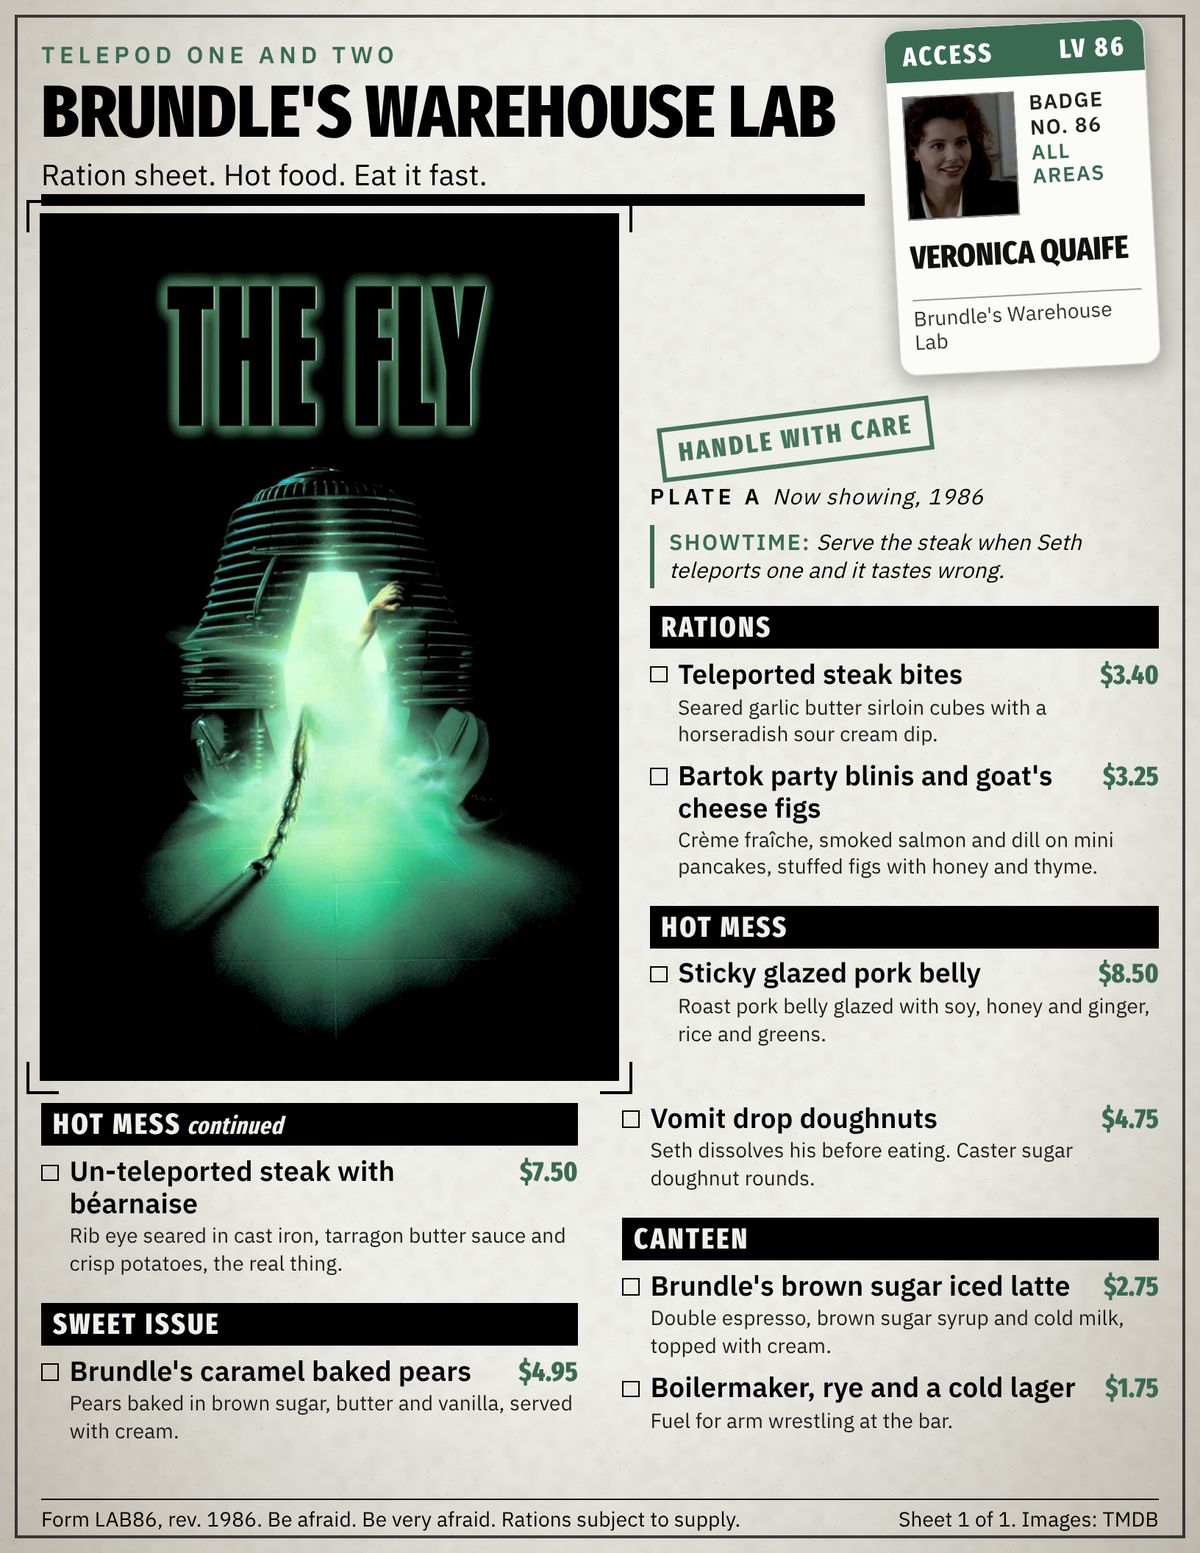 TELEPOD ONE AND TWO
BRUNDLE'S WAREHOUSE LAB
Ration sheet. Hot food. Eat it fast.
ACCESS LV 86
BADGE
NO. 86
ALL
AREAS
VERONICA QUAIFE
Brundle's Warehouse
Lab
THE FLY
HANDLE WITH CARE
PLATE A Now showing, 1986
SHOWTIME: Serve the steak when Seth
teleports one and it tastes wrong.
RATIONS
Teleported steak bites $3.40
Seared garlic butter sirloin cubes with a
horseradish sour cream dip.
Bartok party blinis and goat's $3.25
cheese figs
Crème fraîche, smoked salmon and dill on mini
pancakes, stuffed figs with honey and thyme.
HOT MESS
Sticky glazed pork belly $8.50
Roast pork belly glazed with soy, honey and ginger,
rice and greens.
HOT MESS continued
Un-teleported steak with $7.50
béarnaise
Rib eye seared in cast iron, tarragon butter sauce and
crisp potatoes, the real thing.
SWEET ISSUE
Brundle's caramel baked pears $4.95
Pears baked in brown sugar, butter and vanilla, served
with cream.
Vomit drop doughnuts $4.75
Seth dissolves his before eating. Caster sugar
doughnut rounds.
CANTEEN
Brundle's brown sugar iced latte $2.75
Double espresso, brown sugar syrup and cold milk,
topped with cream.
Boilermaker, rye and a cold lager $1.75
Fuel for arm wrestling at the bar.
Form LAB86, rev. 1986. Be afraid. Be very afraid. Rations subject to supply.
Sheet 1 of 1. Images: TMDB